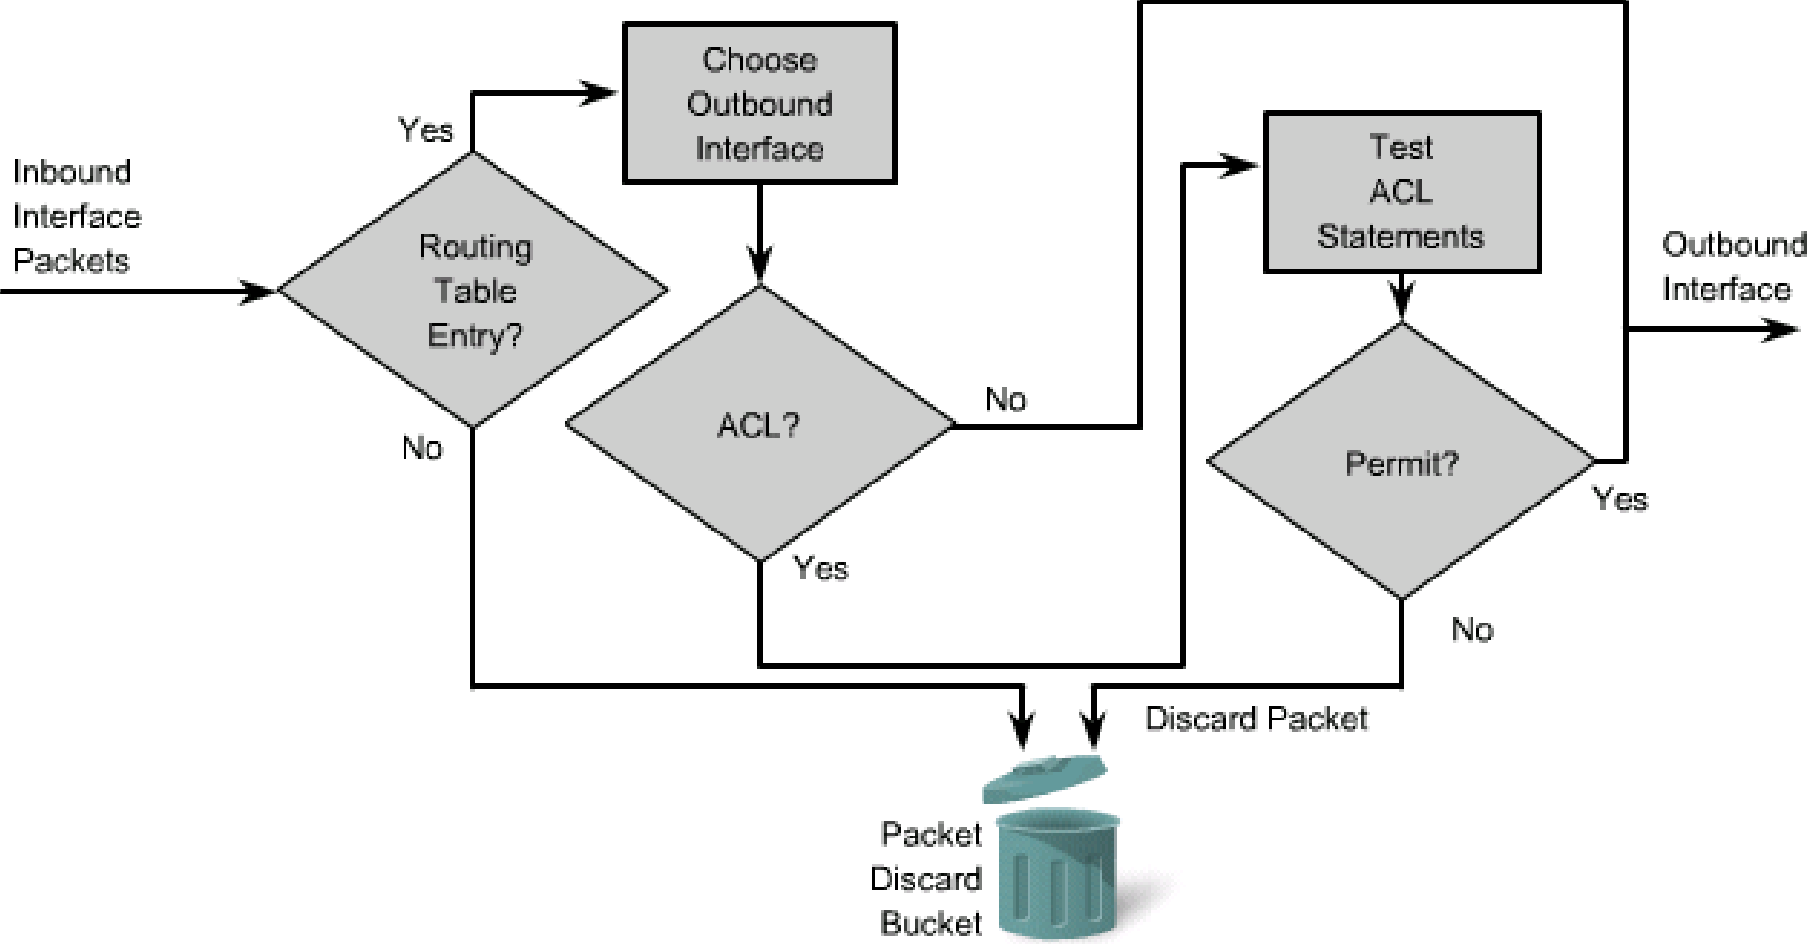 Inbound
Interface
Packets
Yes
Routing
Table
Entry?
No
Choose
Outbound
Interface
ACL?
No
Yes
Test
ACL
Statements
Permit?
Yes
No
Outbound
Interface
Discard Packet
Packet
Discard
Bucket